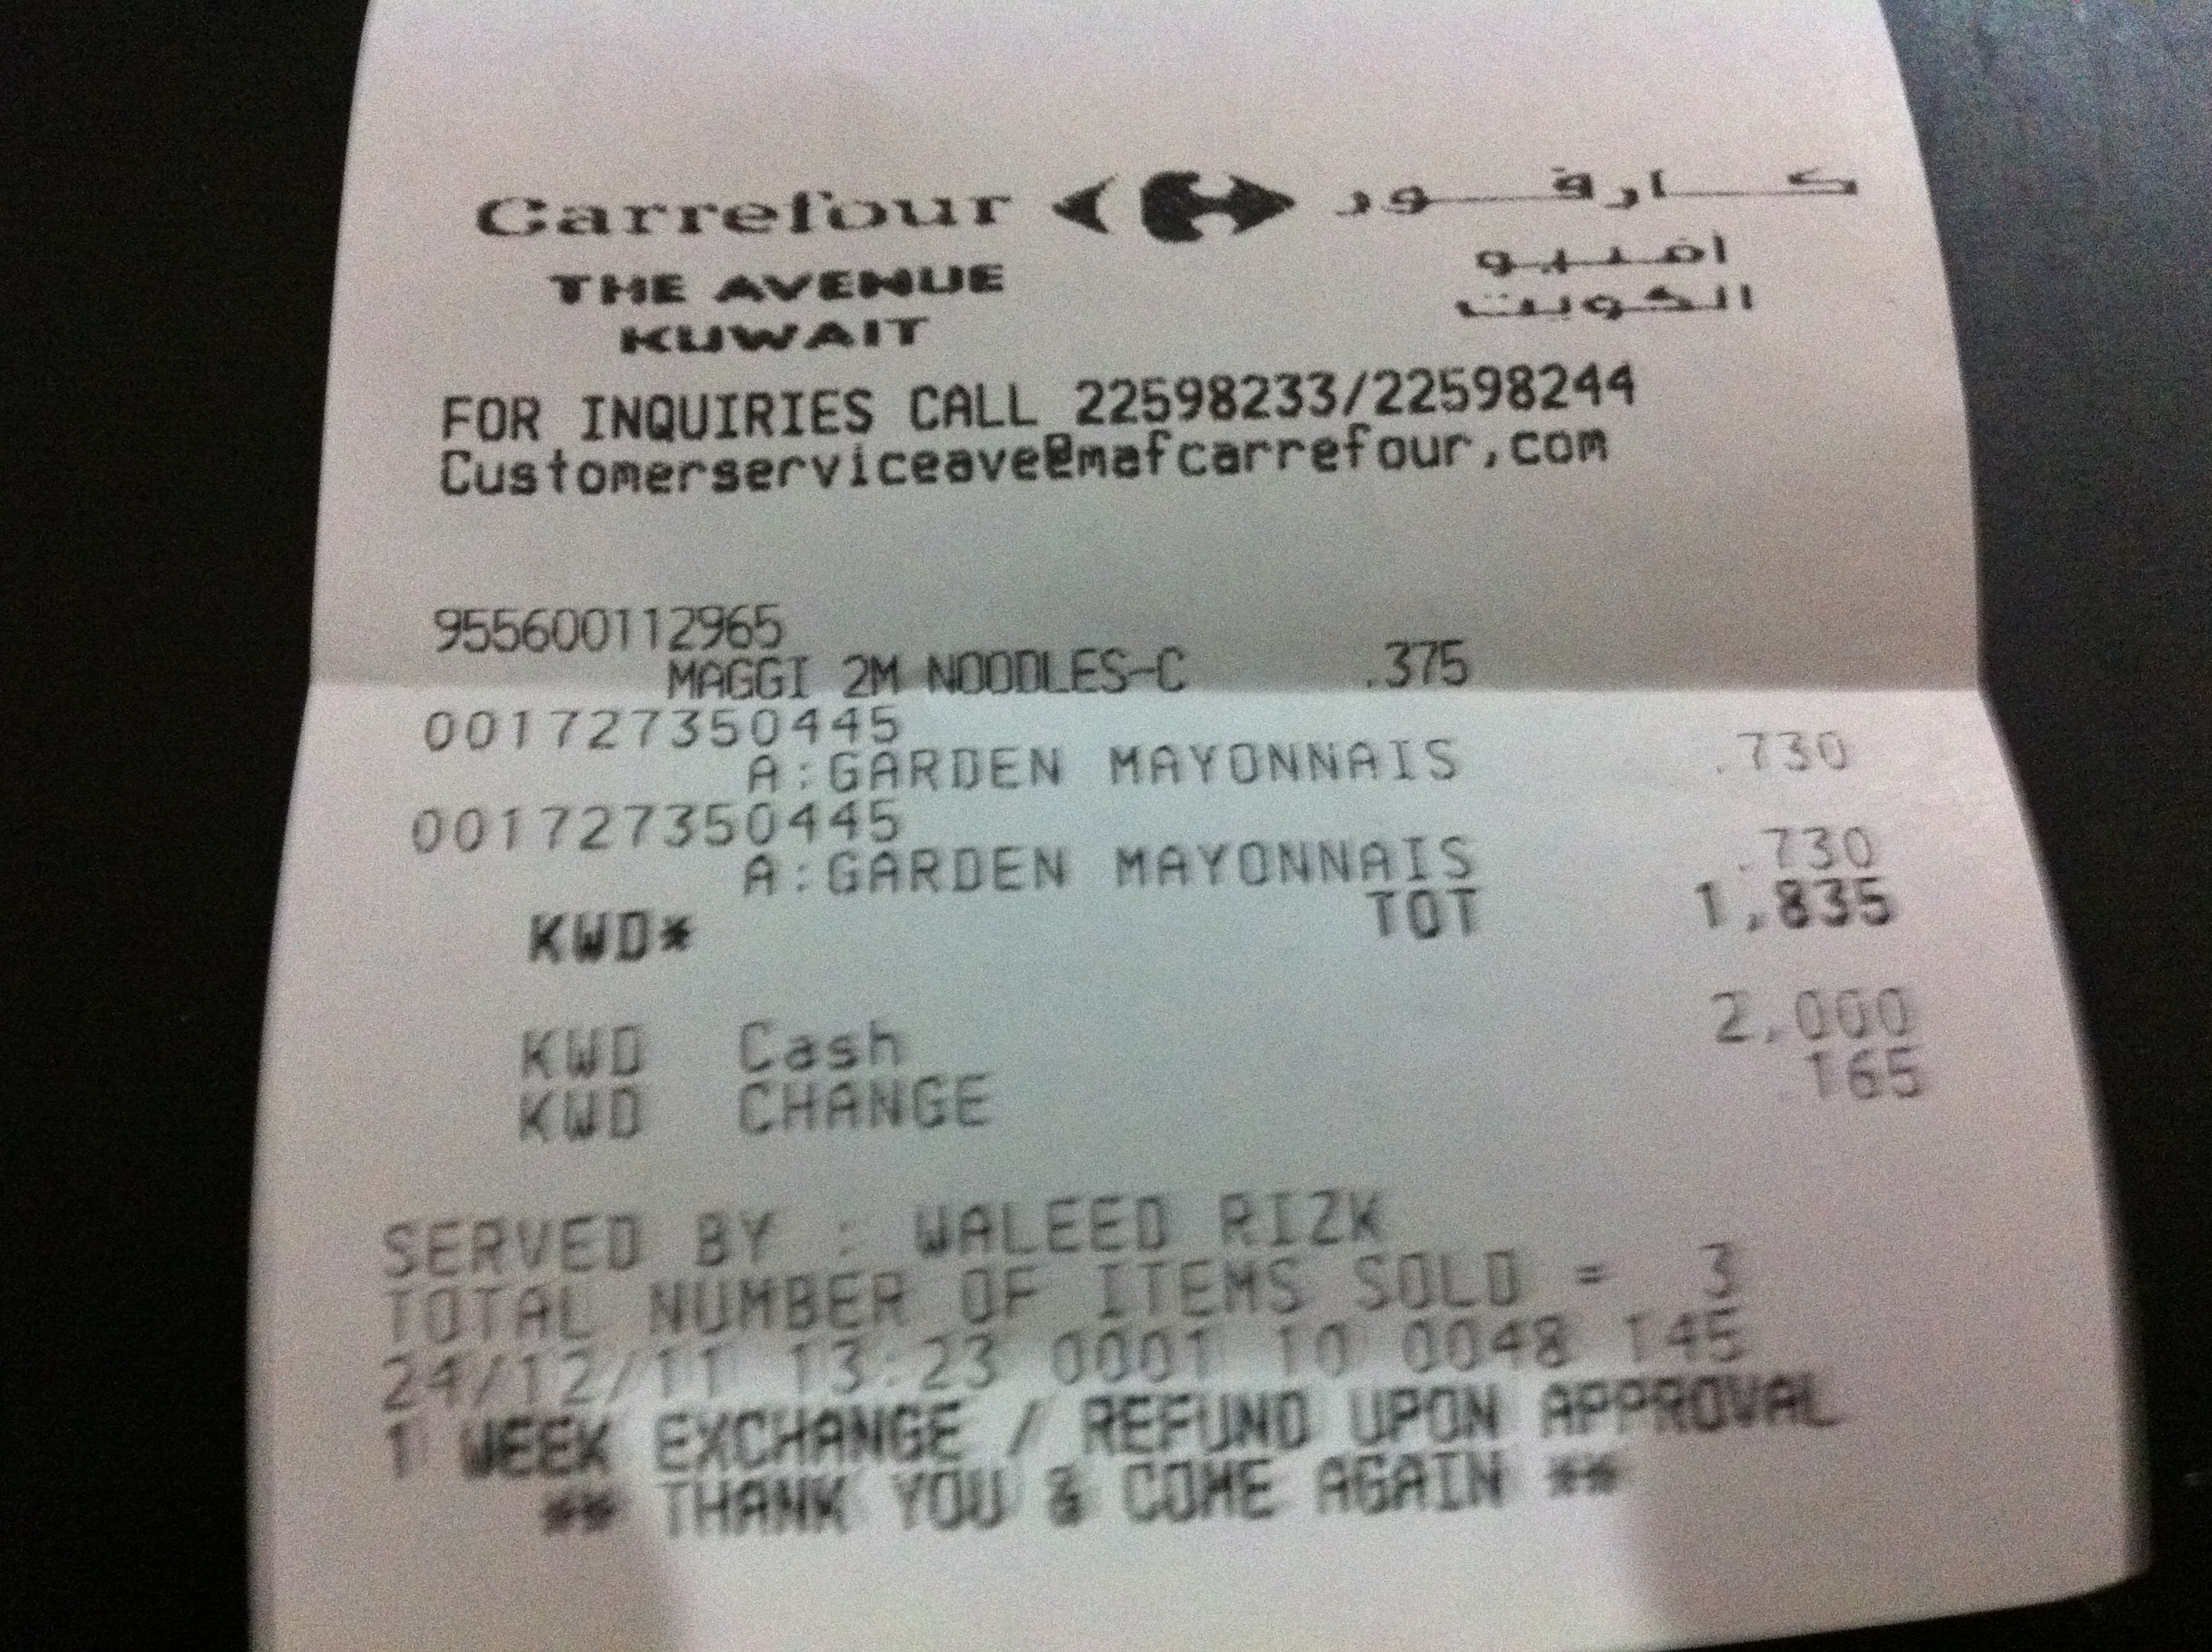 Carrefour كارفور
THE AVENUE افنيو
KUWAIT الكويت
FOR INQUIRIES CALL 22598233/22598244
Customerserviceave@mafcarrefour,com
955600112965
MAGGI 2M NOODLES-C .375
001727350445
A:GARDEN MAYONNAIS .730
001727350445
A:GARDEN MAYONNAIS .730
KWD* TOT 1,835
KWD Cash 2,000
KWD CHANGE .165
SERVED BY : WALEED RIZK
TOTAL NUMBER OF ITEMS SOLD = 3
24/12/11 13:23 0001 10 0048 145
1 WEEK EXCHANGE / REFUND UPON APPROVAL
** THANK YOU & COME AGAIN **